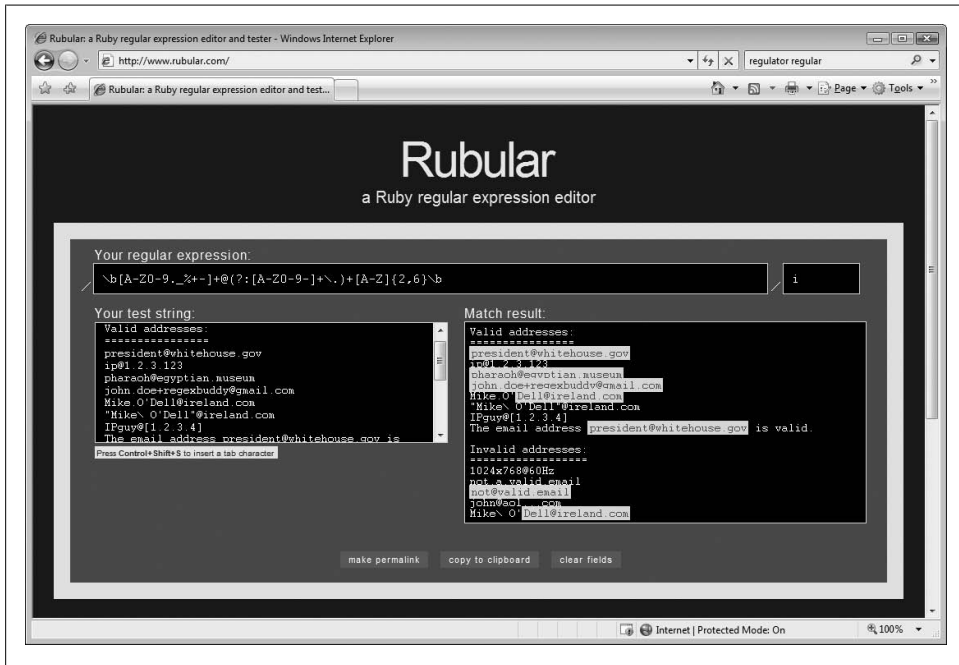 Rubular: a Ruby regular expression editor and tester - Windows Internet Explorer
http://www.rubular.com/
regulator regular
Rubular: a Ruby regular expression editor and test...
Page
Tools
Rubular
a Ruby regular expression editor
Your regular expression:
/ \b[A-Z0-9._%+-]+@(?:[A-Z0-9-]+\.)+[A-Z]{2,6}\b / i
Your test string:
Valid addresses:
================
president@whitehouse.gov
ip@1.2.3.123
pharaoh@egyptian.museum
john.doe+regexbuddy@gmail.com
Mike.O'Dell@ireland.com
"Mike\ O'Dell"@ireland.com
IPguy@[1.2.3.4]
The email address president@whitehouse.gov is
Press Control+Shift+S to insert a tab character
Match result:
Valid addresses:
================
president@whitehouse.gov
ip@1.2.3.123
pharaoh@egyptian.museum
john.doe+regexbuddy@gmail.com
Mike.O'Dell@ireland.com
"Mike\ O'Dell"@ireland.com
IPguy@[1.2.3.4]
The email address president@whitehouse.gov is valid.
Invalid addresses:
==================
1024x768@60Hz
not.a.valid.email
not@valid.email
john@aol...com
Mike\ O'Dell@ireland.com
make permalink
copy to clipboard
clear fields
Internet | Protected Mode: On
100%